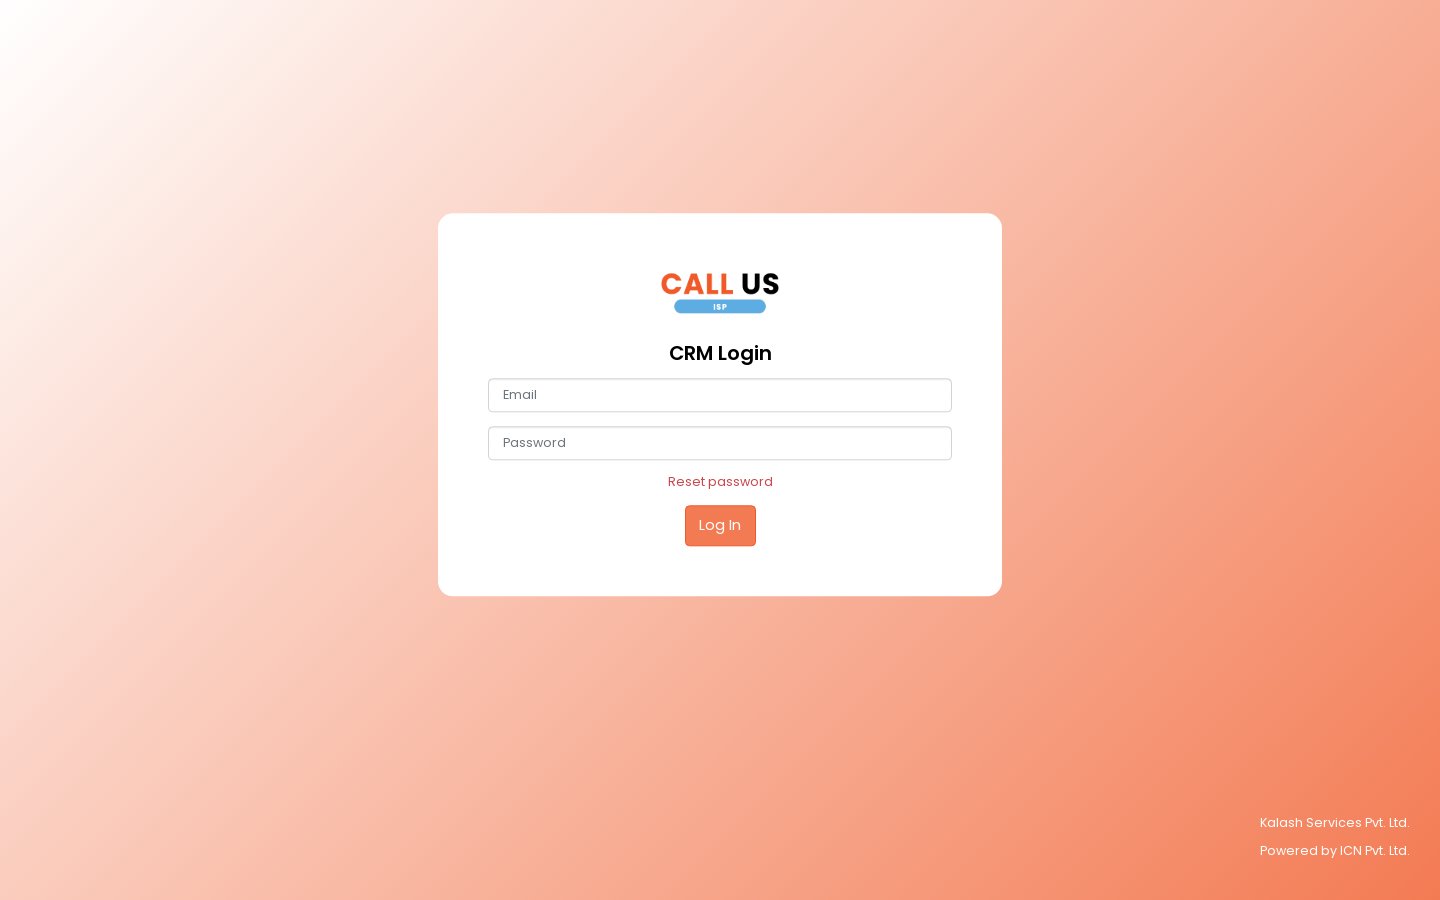 CALL US
ISP
CRM Login
Email
Password
Reset password
Log In
Kalash Services Pvt. Ltd.
Powered by ICN Pvt. Ltd.